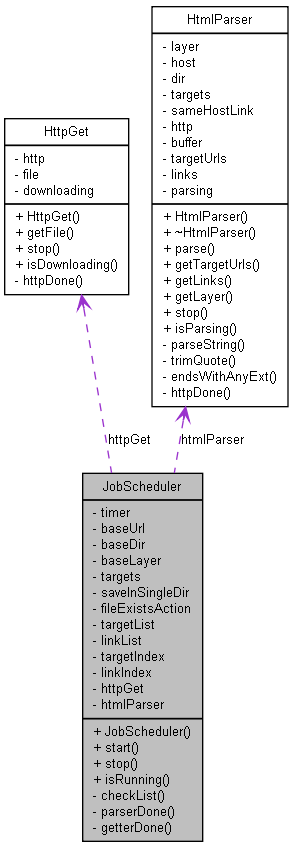 HtmlParser
- layer
- host
- dir
- targets
- sameHostLink
- http
- buffer
- targetUrls
- links
- parsing
+ HtmlParser()
+ ~HtmlParser()
+ parse()
+ getTargetUrls()
+ getLinks()
+ getLayer()
+ stop()
+ isParsing()
- parseString()
- trimQuote()
- endsWithAnyExt()
- httpDone()
HttpGet
- http
- file
- downloading
+ HttpGet()
+ getFile()
+ stop()
+ isDownloading()
- httpDone()
httpGet
htmlParser
JobScheduler
- timer
- baseUrl
- baseDir
- baseLayer
- targets
- saveInSingleDir
- fileExistsAction
- targetList
- linkList
- targetIndex
- linkIndex
- httpGet
- htmlParser
+ JobScheduler()
+ start()
+ stop()
+ isRunning()
- checkList()
- parserDone()
- getterDone()